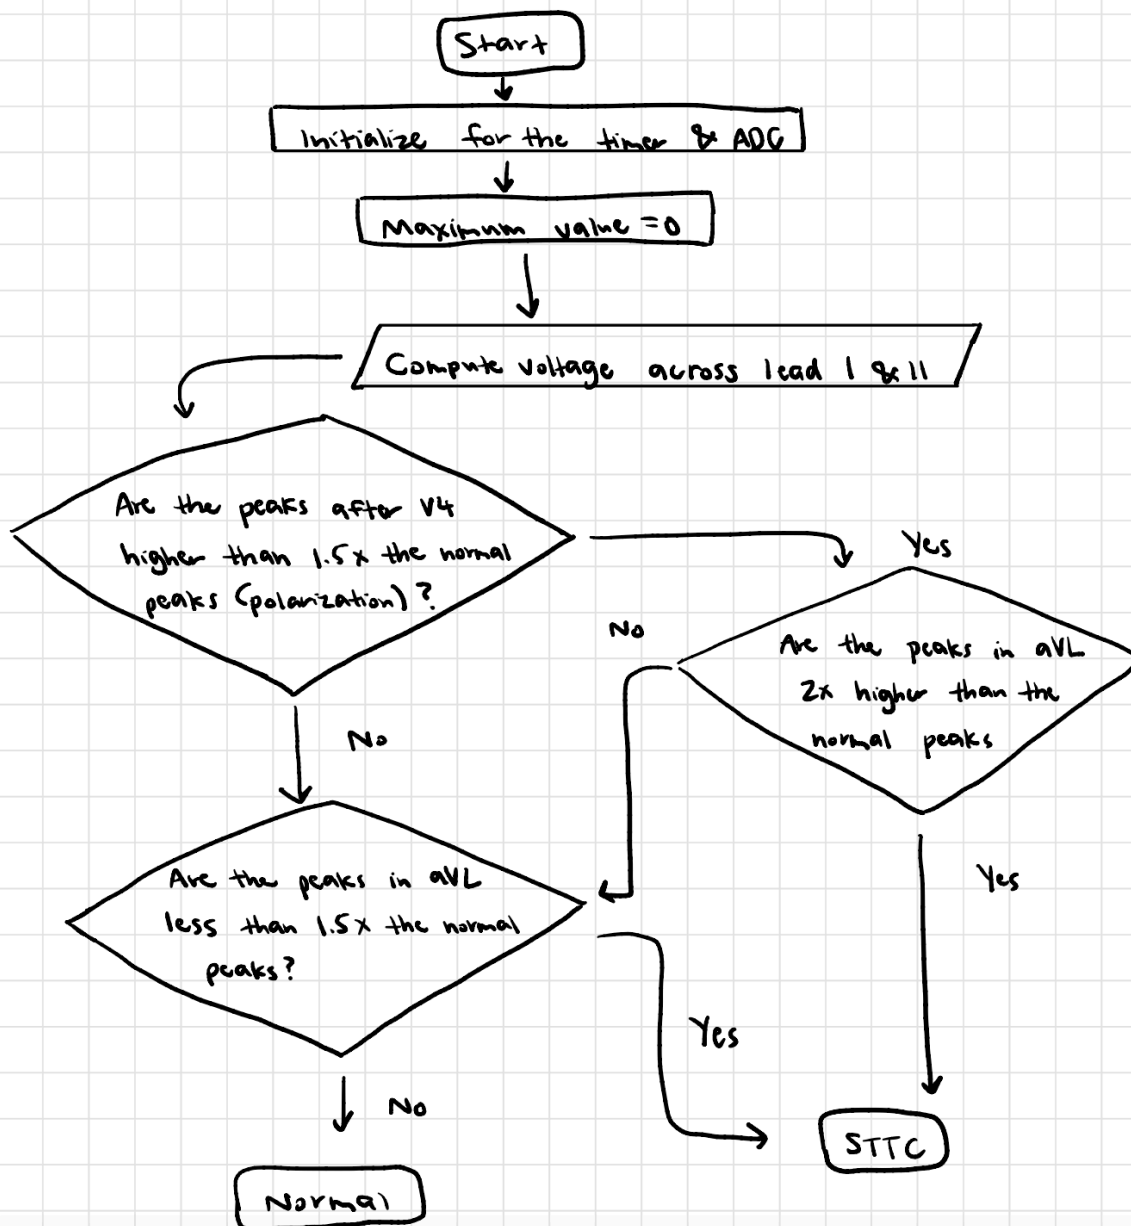 Start
Initialize for the timer & ADC
Maximum value = 0
Compute voltage across lead I & II
Are the peaks after V4
higher than 1.5x the normal
peaks (polarization)?
Yes
Are the peaks in aVL
2x higher than the
normal peaks
No
No
Are the peaks in aVL
less than 1.5x the normal
peaks?
Yes
Yes
No
STTC
Normal